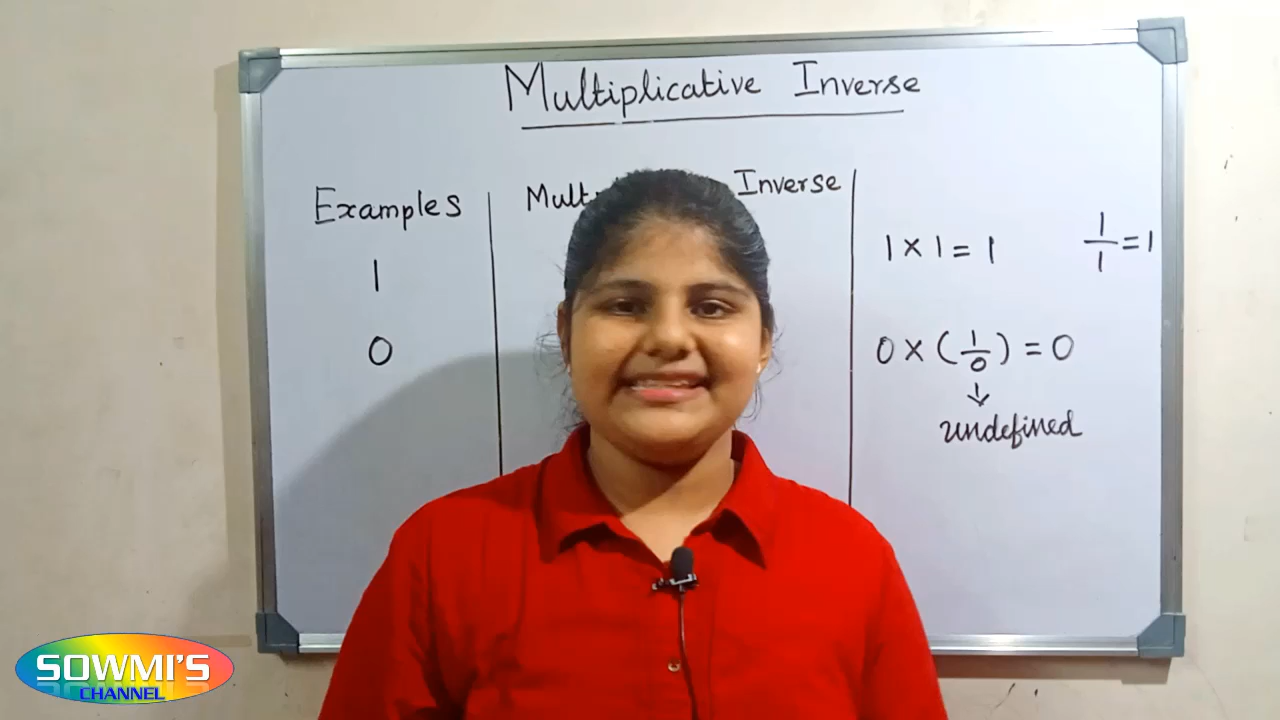 Multiplicative Inverse
Examples
Inverse
1
0
1 × 1 = 1
1/1 = 1
0 × (1/0) = 0
↓
undefined
SOWMI'S
CHANNEL